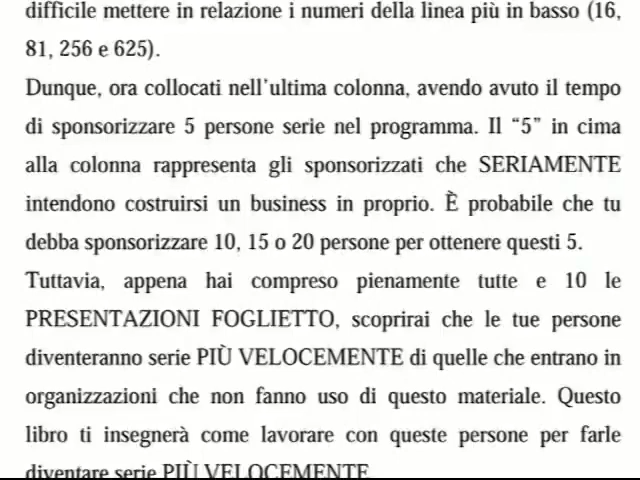 difficile mettere in relazione i numeri della linea più in basso (16,
81, 256 e 625).
Dunque, ora collocati nell'ultima colonna, avendo avuto il tempo
di sponsorizzare 5 persone serie nel programma. Il “5” in cima
alla colonna rappresenta gli sponsorizzati che SERIAMENTE
intendono costruirsi un business in proprio. È probabile che tu
debba sponsorizzare 10, 15 o 20 persone per ottenere questi 5.
Tuttavia, appena hai compreso pienamente tutte e 10 le
PRESENTAZIONI FOGLIETTO, scoprirai che le tue persone
diventeranno serie PIÙ VELOCEMENTE di quelle che entrano in
organizzazioni che non fanno uso di questo materiale. Questo
libro ti insegnerà come lavorare con queste persone per farle
diventare serie PIÙ VELOCEMENTE